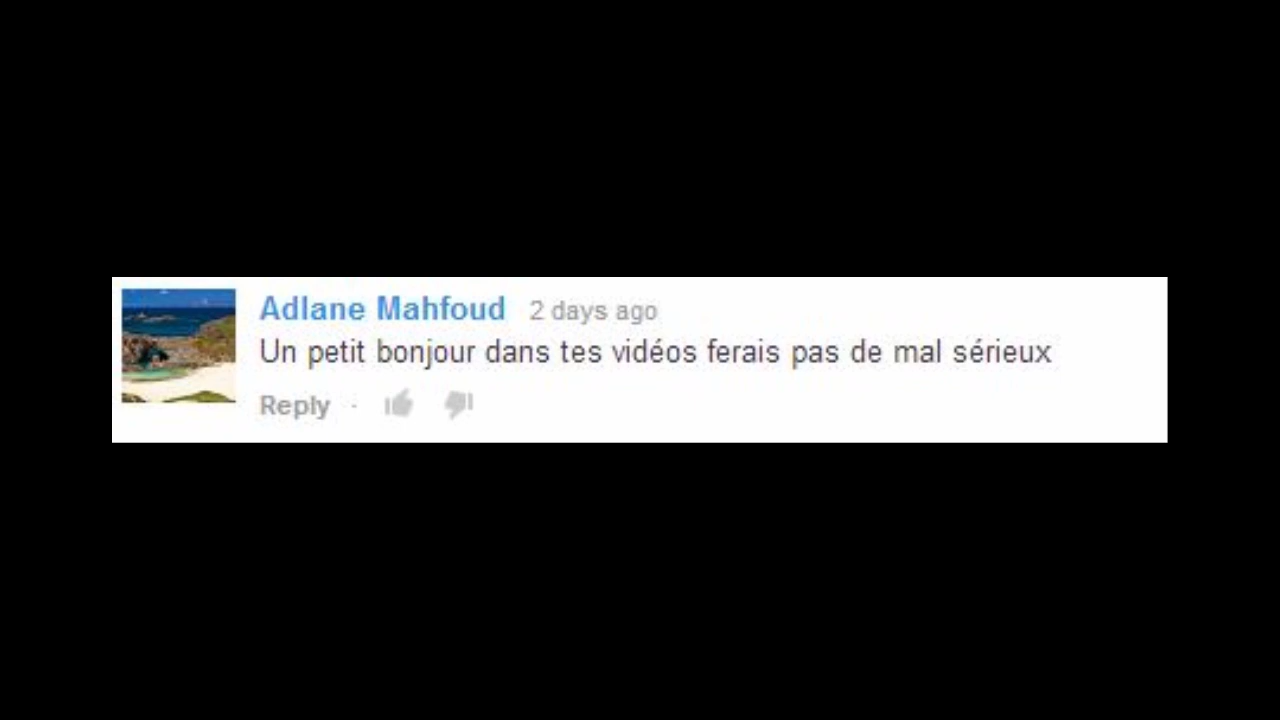 Adlane Mahfoud 2 days ago
Un petit bonjour dans tes vidéos ferais pas de mal sérieux
Reply ·